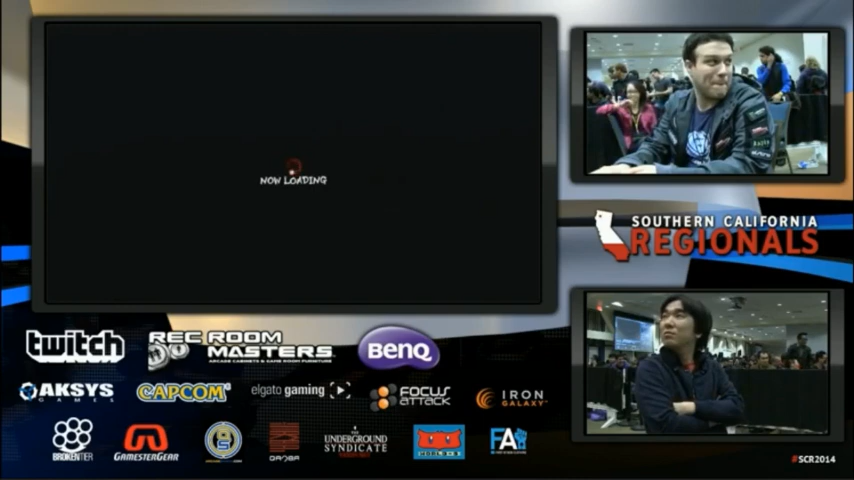 NOW LOADING
SOUTHERN CALIFORNIA
REGIONALS
twitch
REC ROOM
MASTERS
ARCADE CABINETS & GAME ROOM FURNITURE
BenQ
AKSYS
GAMES
CAPCOM
elgato gaming
FOCUS
ATTACK
IRON
GALAXY
BROKENTIER
GAMESTERGEAR
QANBA
THE
UNDERGROUND
SYNDICATE
FA
#SCR2014